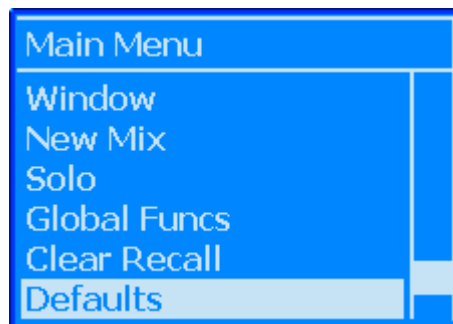 Main Menu
Window
New Mix
Solo
Global Funcs
Clear Recall
Defaults